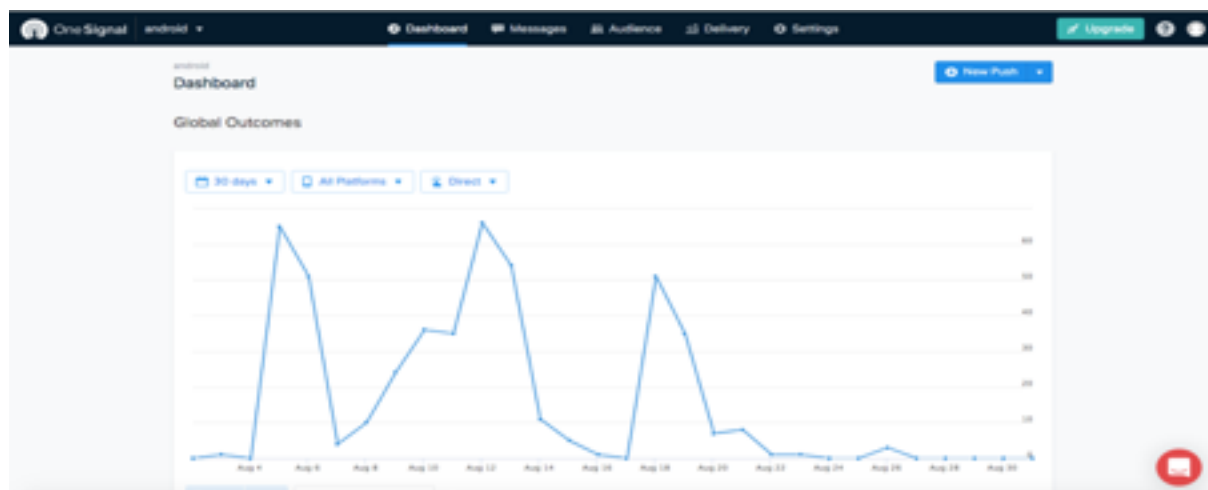 OneSignal android Dashboard Messages Audience Delivery Settings Upgrade
android
Dashboard
New Push
Global Outcomes
30 days All Platforms Direct
60
50
40
30
20
10
0
Aug 4 Aug 6 Aug 8 Aug 10 Aug 12 Aug 14 Aug 16 Aug 18 Aug 20 Aug 22 Aug 24 Aug 26 Aug 28 Aug 30